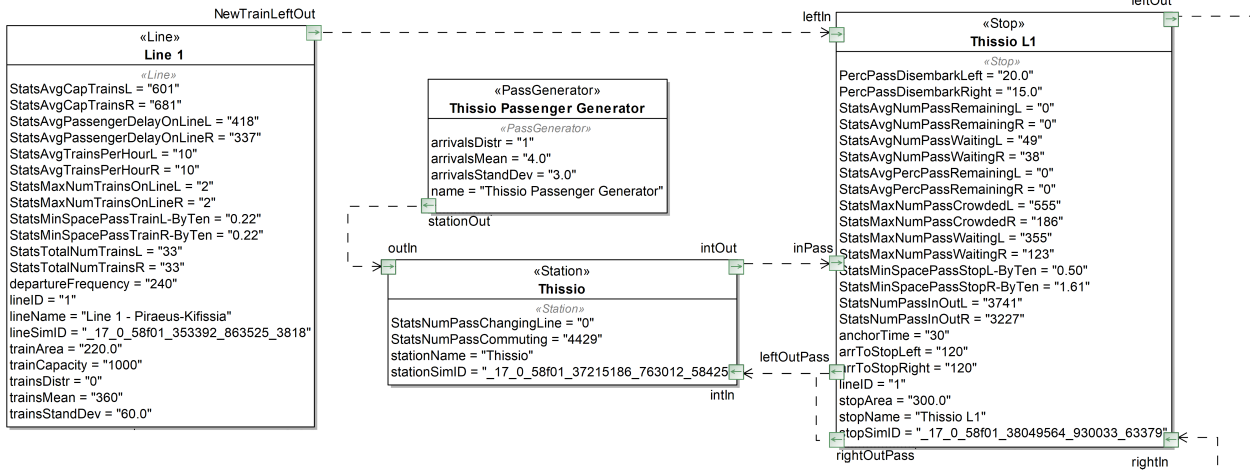 NewTrainLeftOut
«Line»
Line 1
«Line»
StatsAvgCapTrainsL = "601"
StatsAvgCapTrainsR = "681"
StatsAvgPassengerDelayOnLineL = "418"
StatsAvgPassengerDelayOnLineR = "337"
StatsAvgTrainsPerHourL = "10"
StatsAvgTrainsPerHourR = "10"
StatsMaxNumTrainsOnLineL = "2"
StatsMaxNumTrainsOnLineR = "2"
StatsMinSpacePassTrainL-ByTen = "0.22"
StatsMinSpacePassTrainR-ByTen = "0.22"
StatsTotalNumTrainsL = "33"
StatsTotalNumTrainsR = "33"
departureFrequency = "240"
lineID = "1"
lineName = "Line 1 - Piraeus-Kifissia"
lineSimID = "_17_0_58f01_353392_863525_3818"
trainArea = "220.0"
trainCapacity = "1000"
trainsDistr = "0"
trainsMean = "360"
trainsStandDev = "60.0"
«PassGenerator»
Thissio Passenger Generator
«PassGenerator»
arrivalsDistr = "1"
arrivalsMean = "4.0"
arrivalsStandDev = "3.0"
name = "Thissio Passenger Generator"
stationOut
outIn
intOut
«Station»
Thissio
«Station»
StatsNumPassChangingLine = "0"
StatsNumPassCommuting = "4429"
stationName = "Thissio"
stationSimID = "_17_0_58f01_37215186_763012_58425
intIn
leftIn
leftOut
inPass
leftOutPass
«Stop»
Thissio L1
«Stop»
PercPassDisembarkLeft = "20.0"
PercPassDisembarkRight = "15.0"
StatsAvgNumPassRemainingL = "0"
StatsAvgNumPassRemainingR = "0"
StatsAvgNumPassWaitingL = "49"
StatsAvgNumPassWaitingR = "38"
StatsAvgPercPassRemainingL = "0"
StatsAvgPercPassRemainingR = "0"
StatsMaxNumPassCrowdedL = "555"
StatsMaxNumPassCrowdedR = "186"
StatsMaxNumPassWaitingL = "355"
StatsMaxNumPassWaitingR = "123"
StatsMinSpacePassStopL-ByTen = "0.50"
StatsMinSpacePassStopR-ByTen = "1.61"
StatsNumPassInOutL = "3741"
StatsNumPassInOutR = "3227"
anchorTime = "30"
arrToStopLeft = "120"
arrToStopRight = "120"
lineID = "1"
stopArea = "300.0"
stopName = "Thissio L1"
stopSimID = "_17_0_58f01_38049564_930033_63379"
rightOutPass
rightIn